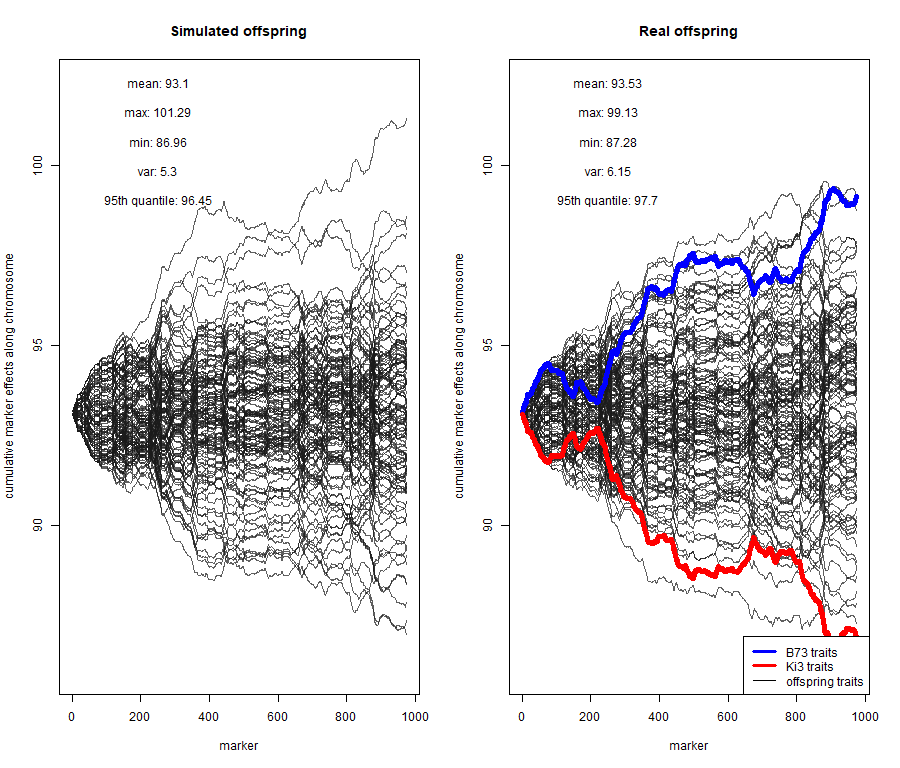 Simulated offspring
mean: 93.1
max: 101.29
min: 86.96
var: 5.3
95th quantile: 96.45
cumulative marker effects along chromosome
90
95
100
0
200
400
600
800
1000
marker
Real offspring
mean: 93.53
max: 99.13
min: 87.28
var: 6.15
95th quantile: 97.7
cumulative marker effects along chromosome
90
95
100
B73 traits
Ki3 traits
offspring traits
0
200
400
600
800
1000
marker